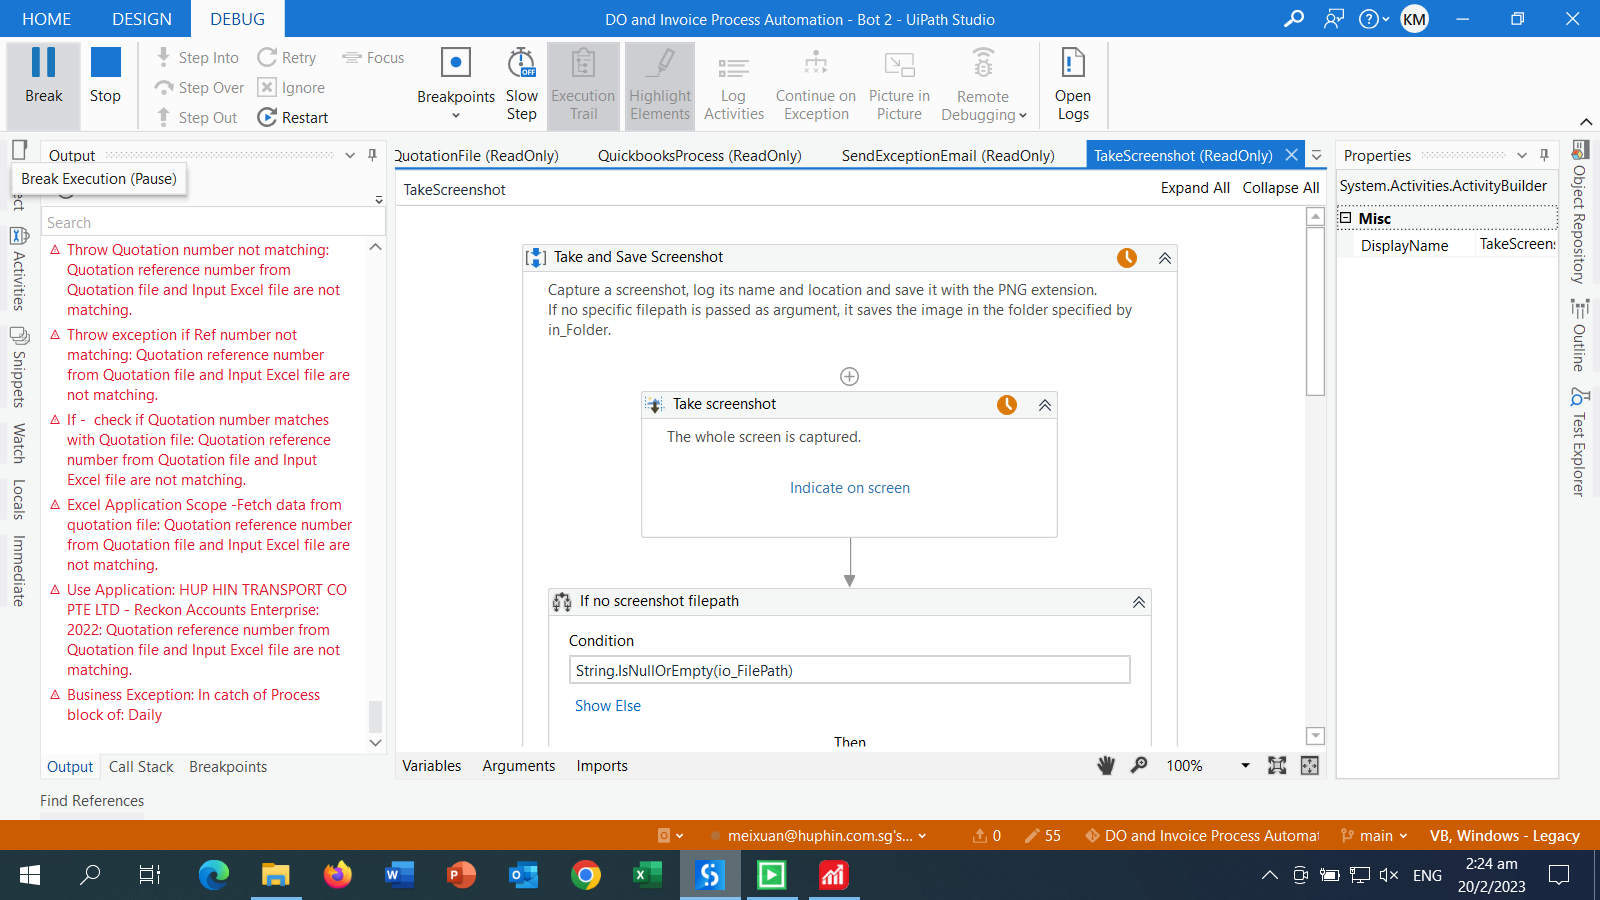 HOME DESIGN DEBUG DO and Invoice Process Automation - Bot 2 - UiPath Studio KM
Break
Stop
Step Into
Step Over
Step Out
Retry
Ignore
Restart
Focus
Breakpoints
Slow
Step
OFF
Execution
Trail
Highlight
Elements
Log
Activities
Continue on
Exception
Picture in
Picture
Remote
Debugging
Open
Logs
Output
Break Execution (Pause)
Search
Throw Quotation number not matching:
Quotation reference number from
Quotation file and Input Excel file are not
matching.
Throw exception if Ref number not
matching: Quotation reference number
from Quotation file and Input Excel file are
not matching.
If - check if Quotation number matches
with Quotation file: Quotation reference
number from Quotation file and Input
Excel file are not matching.
Excel Application Scope -Fetch data from
quotation file: Quotation reference number
from Quotation file and Input Excel file are
not matching.
Use Application: HUP HIN TRANSPORT CO
PTE LTD - Reckon Accounts Enterprise:
2022: Quotation reference number from
Quotation file and Input Excel file are not
matching.
Business Exception: In catch of Process
block of: Daily
Output Call Stack Breakpoints
Find References
ect
Activities
Snippets
Watch
Locals
Immediate
QuotationFile (ReadOnly) QuickbooksProcess (ReadOnly) SendExceptionEmail (ReadOnly) TakeScreenshot (ReadOnly)
TakeScreenshot Expand All Collapse All
Take and Save Screenshot
Capture a screenshot, log its name and location and save it with the PNG extension.
If no specific filepath is passed as argument, it saves the image in the folder specified by
in_Folder.
Take screenshot
The whole screen is captured.
Indicate on screen
If no screenshot filepath
Condition
String.IsNullOrEmpty(io_FilePath)
Show Else
Then
Variables Arguments Imports 100%
Properties
System.Activities.ActivityBuilder
Misc
DisplayName TakeScreens
Object Repository
Outline
Test Explorer
meixuan@huphin.com.sg's... 0 55 DO and Invoice Process Automat main VB, Windows - Legacy
ENG
2:24 am
20/2/2023